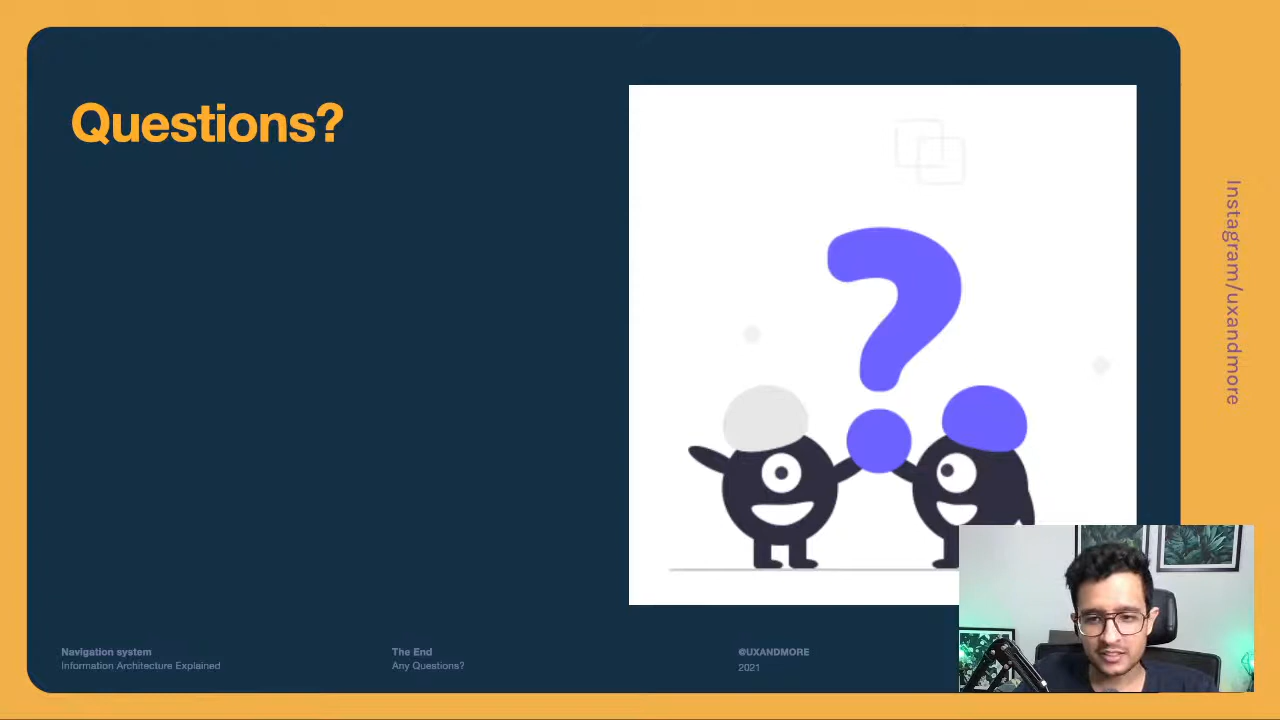 Questions?
Instagram/uxandmore
Navigation system
Information Architecture Explained
The End
Any Questions?
@UXANDMORE
2021